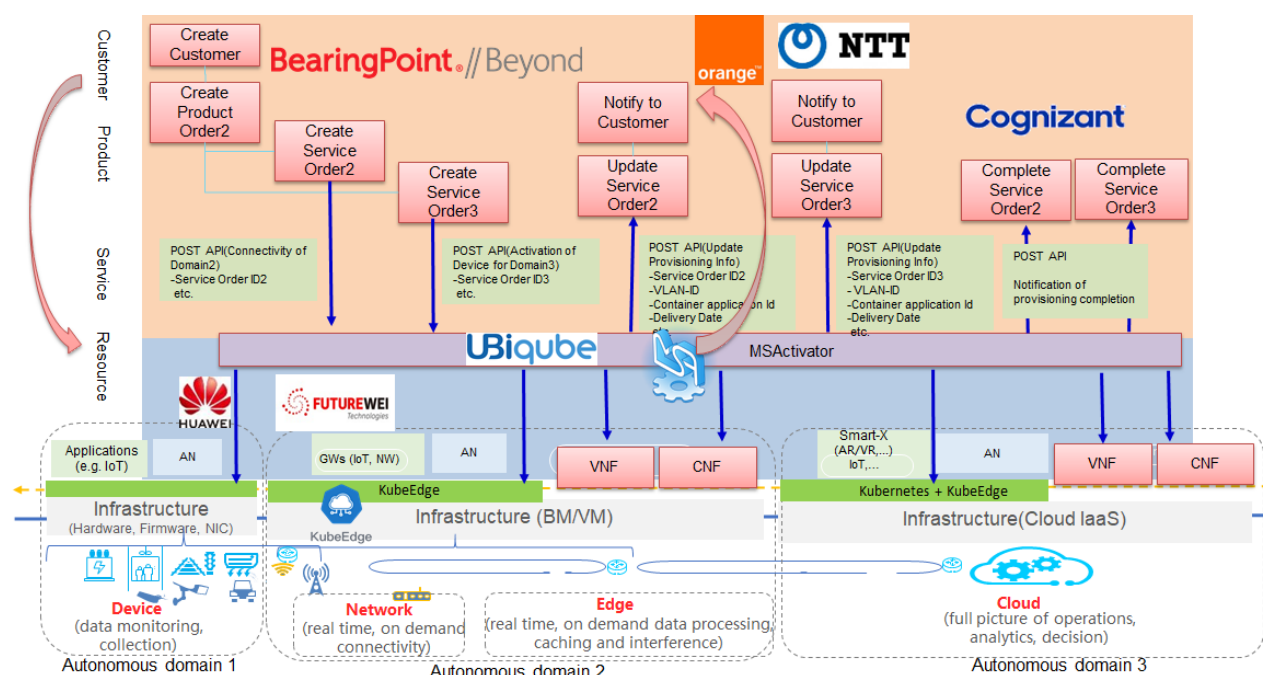 Customer
Product
Service
Resource
Create
Customer
BearingPoint®//Beyond
orange™
NTT
Create
Product
Order2
Create
Service
Order2
Create
Service
Order3
Notify to
Customer
Update
Service
Order2
Notify to
Customer
Update
Service
Order3
Cognizant
Complete
Service
Order2
Complete
Service
Order3
POST API(Connectivity of
Domain2)
-Service Order ID2
etc.
POST API(Activation of
Device for Domain3)
-Service Order ID3
etc.
POST API(Update
Provisioning Info)
-Service Order ID2
-VLAN-ID
-Container application Id
-Delivery Date
etc.
POST API(Update
Provisioning Info)
-Service Order ID3
-VLAN-ID
-Container application Id
-Delivery Date
etc.
POST API
Notification of
provisioning completion
UBiqube
MSActivator
HUAWEI
FUTUREWEI
Technologies
Applications
(e.g. IoT)
AN
GWs (IoT, NW)
AN
VNF
CNF
Smart-X
(AR/VR,...)
IoT,...
AN
VNF
CNF
KubeEdge
Kubernetes + KubeEdge
Infrastructure
(Hardware, Firmware, NIC)
KubeEdge
Infrastructure (BM/VM)
Infrastructure(Cloud IaaS)
Device
(data monitoring,
collection)
Network
(real time, on demand
connectivity)
Edge
(real time, on demand data processing,
caching and interference)
Cloud
(full picture of operations,
analytics, decision)
Autonomous domain 1
Autonomous domain 2
Autonomous domain 3